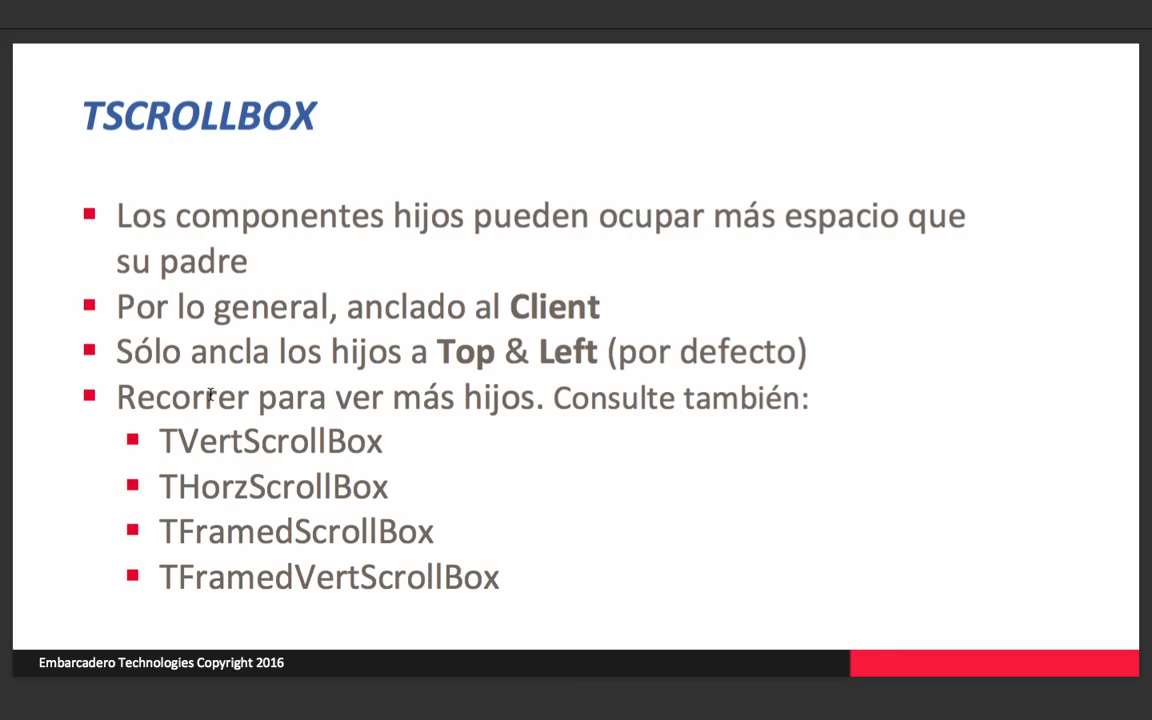 TSCROLLBOX
Los componentes hijos pueden ocupar más espacio que
su padre
Por lo general, anclado al Client
Sólo ancla los hijos a Top & Left (por defecto)
Recorrer para ver más hijos. Consulte también:
TVertScrollBox
THorzScrollBox
TFramedScrollBox
TFramedVertScrollBox
Embarcadero Technologies Copyright 2016